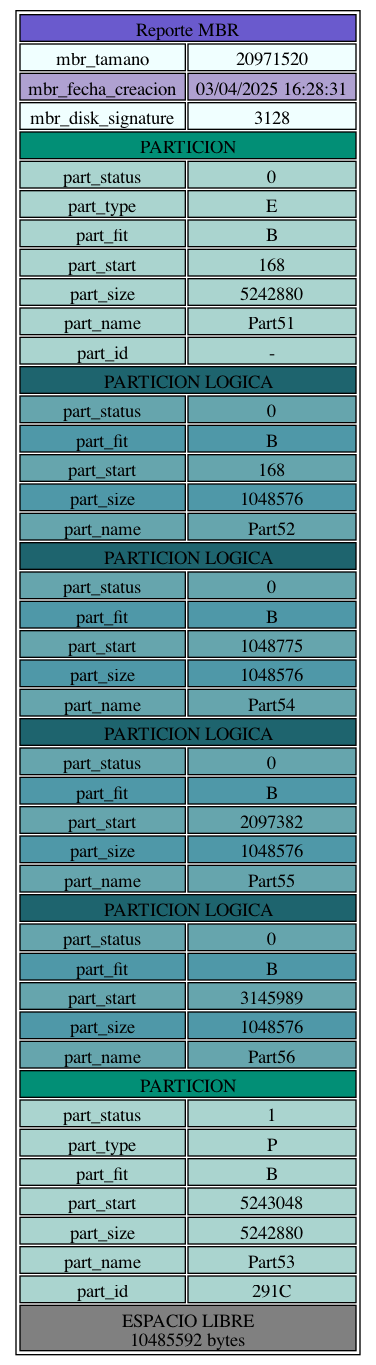 Reporte MBR
mbr_tamano 20971520
mbr_fecha_creacion 03/04/2025 16:28:31
mbr_disk_signature 3128
PARTICION
part_status 0
part_type E
part_fit B
part_start 168
part_size 5242880
part_name Part51
part_id -
PARTICION LOGICA
part_status 0
part_fit B
part_start 168
part_size 1048576
part_name Part52
PARTICION LOGICA
part_status 0
part_fit B
part_start 1048775
part_size 1048576
part_name Part54
PARTICION LOGICA
part_status 0
part_fit B
part_start 2097382
part_size 1048576
part_name Part55
PARTICION LOGICA
part_status 0
part_fit B
part_start 3145989
part_size 1048576
part_name Part56
PARTICION
part_status 1
part_type P
part_fit B
part_start 5243048
part_size 5242880
part_name Part53
part_id 291C
ESPACIO LIBRE
10485592 bytes